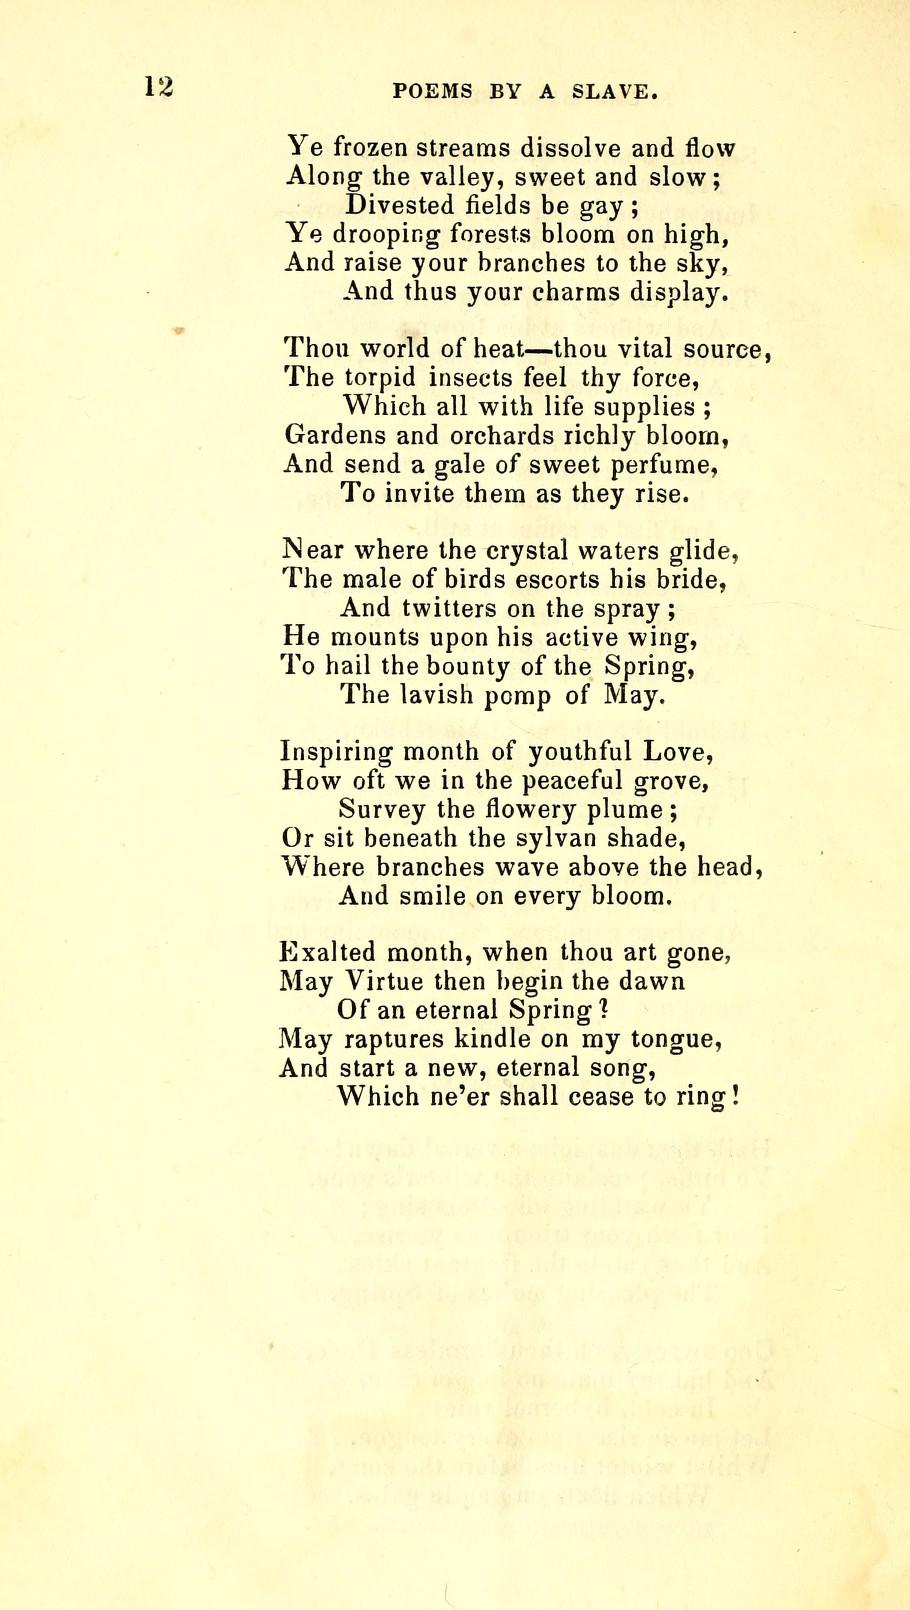 12 POEMS BY A SLAVE.
Ye frozen streams dissolve and flow
Along the valley, sweet and slow;
Divested fields be gay;
Ye drooping forests bloom on high,
And raise your branches to the sky,
And thus your charms display.
Thou world of heat—thou vital source,
The torpid insects feel thy force,
Which all with life supplies;
Gardens and orchards richly bloom,
And send a gale of sweet perfume,
To invite them as they rise.
Near where the crystal waters glide,
The male of birds escorts his bride,
And twitters on the spray;
He mounts upon his active wing,
To hail the bounty of the Spring,
The lavish pomp of May.
Inspiring month of youthful Love,
How oft we in the peaceful grove,
Survey the flowery plume;
Or sit beneath the sylvan shade,
Where branches wave above the head,
And smile on every bloom.
Exalted month, when thou art gone,
May Virtue then begin the dawn
Of an eternal Spring?
May raptures kindle on my tongue,
And start a new, eternal song,
Which ne'er shall cease to ring!